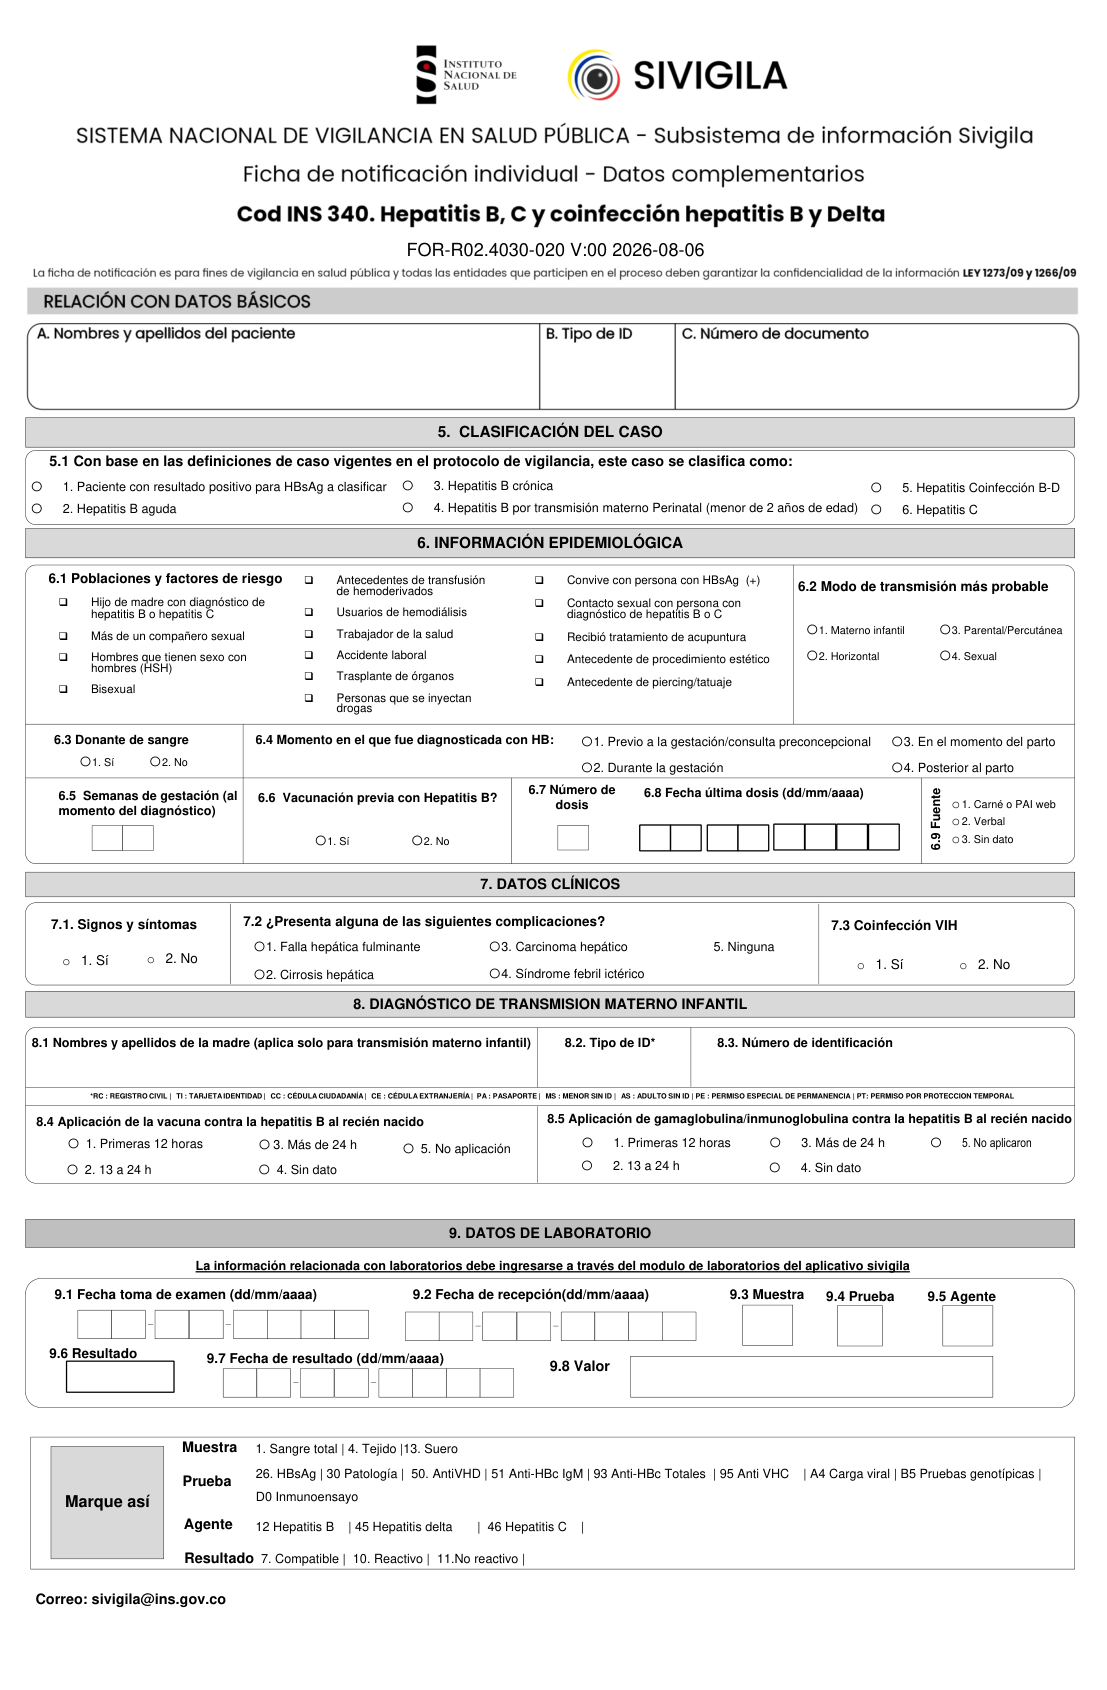 INSTITUTO
NACIONAL DE
SALUD
SIVIGILA
SISTEMA NACIONAL DE VIGILANCIA EN SALUD PÚBLICA - Subsistema de información Sivigila
Ficha de notificación individual - Datos complementarios
Cod INS 340. Hepatitis B, C y coinfección hepatitis B y Delta
FOR-R02.4030-020 V:00 2026-08-06
La ficha de notificación es para fines de vigilancia en salud pública y todas las entidades que participen en el proceso deben garantizar la confidencialidad de la información LEY 1273/09 y 1266/09
RELACIÓN CON DATOS BÁSICOS
A. Nombres y apellidos del paciente
B. Tipo de ID
C. Número de documento
5. CLASIFICACIÓN DEL CASO
5.1 Con base en las definiciones de caso vigentes en el protocolo de vigilancia, este caso se clasifica como:
1. Paciente con resultado positivo para HBsAg a clasificar
2. Hepatitis B aguda
3. Hepatitis B crónica
4. Hepatitis B por transmisión materno Perinatal (menor de 2 años de edad)
5. Hepatitis Coinfección B-D
6. Hepatitis C
6. INFORMACIÓN EPIDEMIOLÓGICA
6.1 Poblaciones y factores de riesgo
Hijo de madre con diagnóstico de
hepatitis B o hepatitis C
Más de un compañero sexual
Hombres que tienen sexo con
hombres (HSH)
Bisexual
Antecedentes de transfusión
de hemoderivados
Usuarios de hemodiálisis
Trabajador de la salud
Accidente laboral
Trasplante de órganos
Personas que se inyectan
drogas
Convive con persona con HBsAg (+)
Contacto sexual con persona con
diagnóstico de hepatitis B o C
Recibió tratamiento de acupuntura
Antecedente de procedimiento estético
Antecedente de piercing/tatuaje
6.2 Modo de transmisión más probable
1. Materno infantil
3. Parental/Percutánea
2. Horizontal
4. Sexual
6.3 Donante de sangre
1. Sí
2. No
6.4 Momento en el que fue diagnosticada con HB:
1. Previo a la gestación/consulta preconcepcional
3. En el momento del parto
2. Durante la gestación
4. Posterior al parto
6.5 Semanas de gestación (al
momento del diagnóstico)
6.6 Vacunación previa con Hepatitis B?
1. Sí
2. No
6.7 Número de
dosis
6.8 Fecha última dosis (dd/mm/aaaa)
6.9 Fuente
1. Carné o PAI web
2. Verbal
3. Sin dato
7. DATOS CLÍNICOS
7.1. Signos y síntomas
1. Sí
2. No
7.2 ¿Presenta alguna de las siguientes complicaciones?
1. Falla hepática fulminante
3. Carcinoma hepático
5. Ninguna
2. Cirrosis hepática
4. Síndrome febril ictérico
7.3 Coinfección VIH
1. Sí
2. No
8. DIAGNÓSTICO DE TRANSMISION MATERNO INFANTIL
8.1 Nombres y apellidos de la madre (aplica solo para transmisión materno infantil)
8.2. Tipo de ID*
8.3. Número de identificación
*RC : REGISTRO CIVIL | TI : TARJETA IDENTIDAD | CC : CÉDULA CIUDADANÍA | CE : CÉDULA EXTRANJERÍA | PA : PASAPORTE | MS : MENOR SIN ID | AS : ADULTO SIN ID | PE : PERMISO ESPECIAL DE PERMANENCIA | PT: PERMISO POR PROTECCION TEMPORAL
8.4 Aplicación de la vacuna contra la hepatitis B al recién nacido
1. Primeras 12 horas
3. Más de 24 h
5. No aplicación
2. 13 a 24 h
4. Sin dato
8.5 Aplicación de gamaglobulina/inmunoglobulina contra la hepatitis B al recién nacido
1. Primeras 12 horas
3. Más de 24 h
5. No aplicaron
2. 13 a 24 h
4. Sin dato
9. DATOS DE LABORATORIO
La información relacionada con laboratorios debe ingresarse a través del modulo de laboratorios del aplicativo sivigila
9.1 Fecha toma de examen (dd/mm/aaaa)
9.2 Fecha de recepción(dd/mm/aaaa)
9.3 Muestra
9.4 Prueba
9.5 Agente
9.6 Resultado
9.7 Fecha de resultado (dd/mm/aaaa)
9.8 Valor
Marque así
Muestra 1. Sangre total | 4. Tejido |13. Suero
Prueba 26. HBsAg | 30 Patología | 50. AntiVHD | 51 Anti-HBc IgM | 93 Anti-HBc Totales | 95 Anti VHC | A4 Carga viral | B5 Pruebas genotípicas |
D0 Inmunoensayo
Agente 12 Hepatitis B | 45 Hepatitis delta | 46 Hepatitis C |
Resultado 7. Compatible | 10. Reactivo | 11.No reactivo |
Correo: sivigila@ins.gov.co